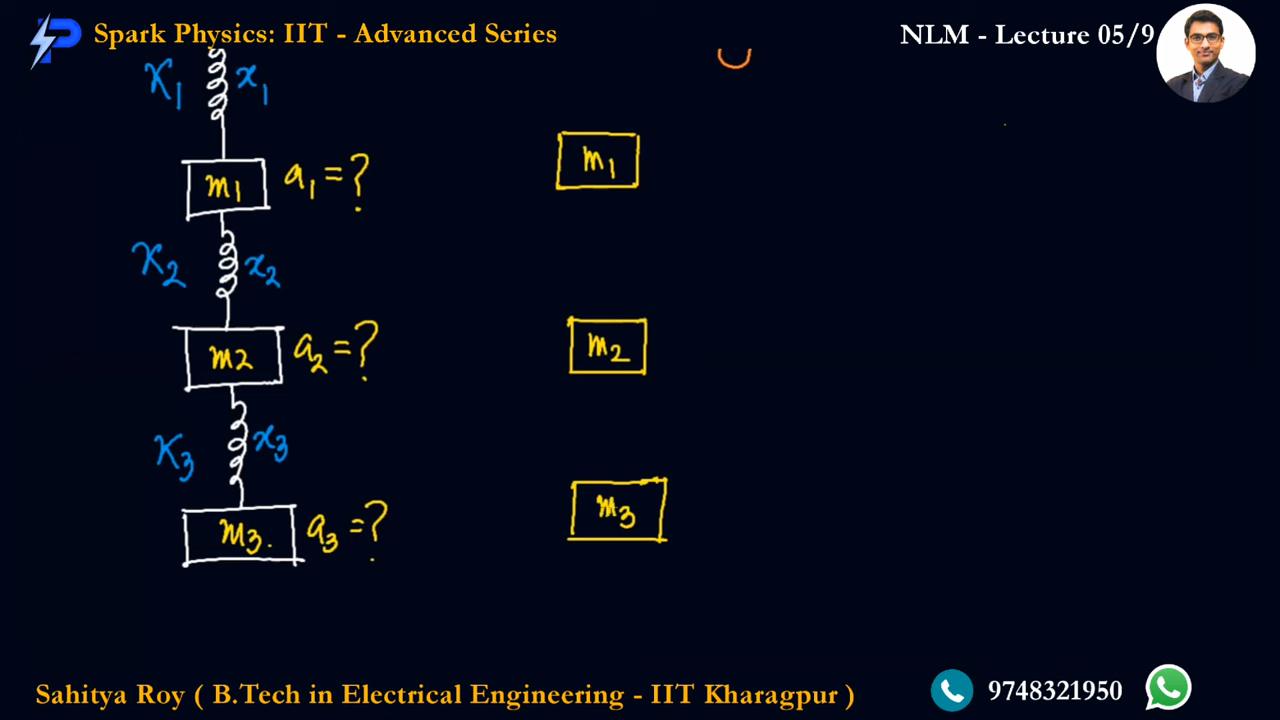 Spark Physics: IIT - Advanced Series
NLM - Lecture 05/9
K1 x1
m1 a1 = ?
m1
K2 x2
m2 a2 = ?
m2
K3 x3
m3. a3 = ?
m3
Sahitya Roy ( B.Tech in Electrical Engineering - IIT Kharagpur )
9748321950